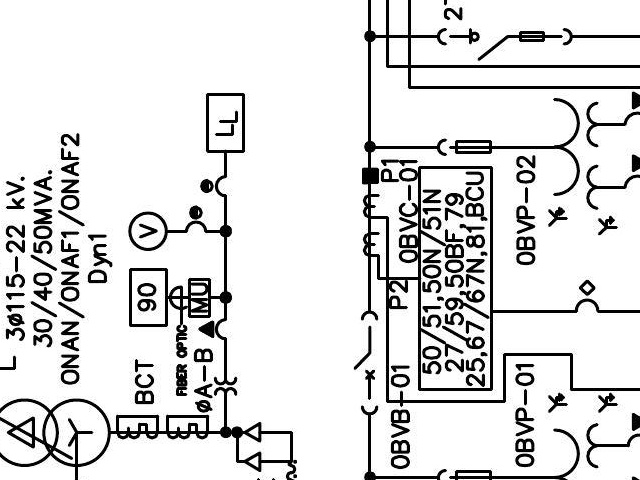 3ø115-22 kV.
30/40/50MVA.
ONAN/ONAF1/ONAF2
Dyn1
LL
V
90
MU
FIBER OPTIC
BCT
øA-B
P1
0BVC-01
P2
50/51,50N/51N
27/59,50BF,79
25,67/67N,81,BCU
0BVB-01
0BVP-02
0BVP-01